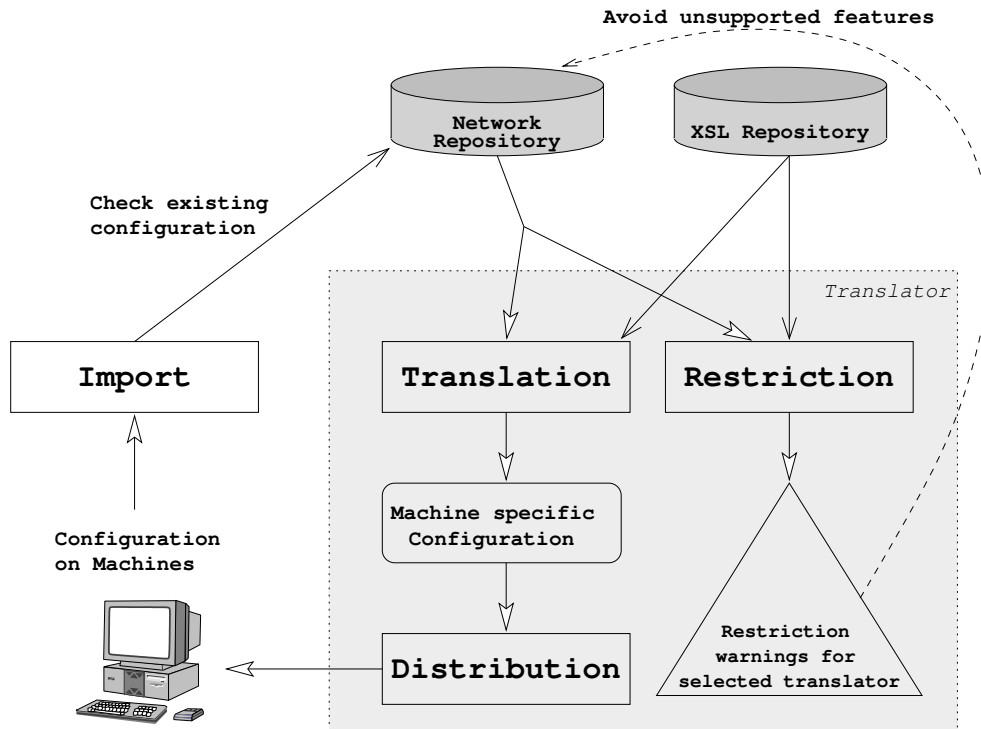 Avoid unsupported features
Network
Repository
XSL Repository
Check existing
configuration
Translator
Import
Translation
Restriction
Machine specific
Configuration
Configuration
on Machines
Restriction
warnings for
selected translator
Distribution